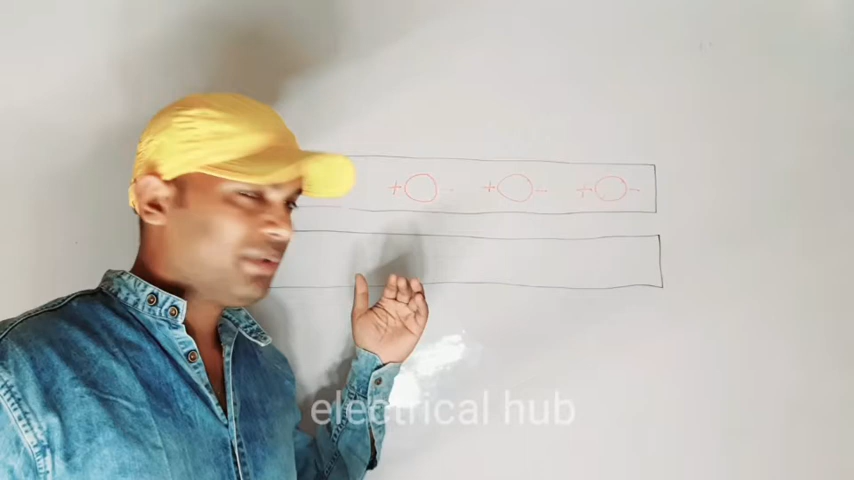 + - + - + -
electrical hub